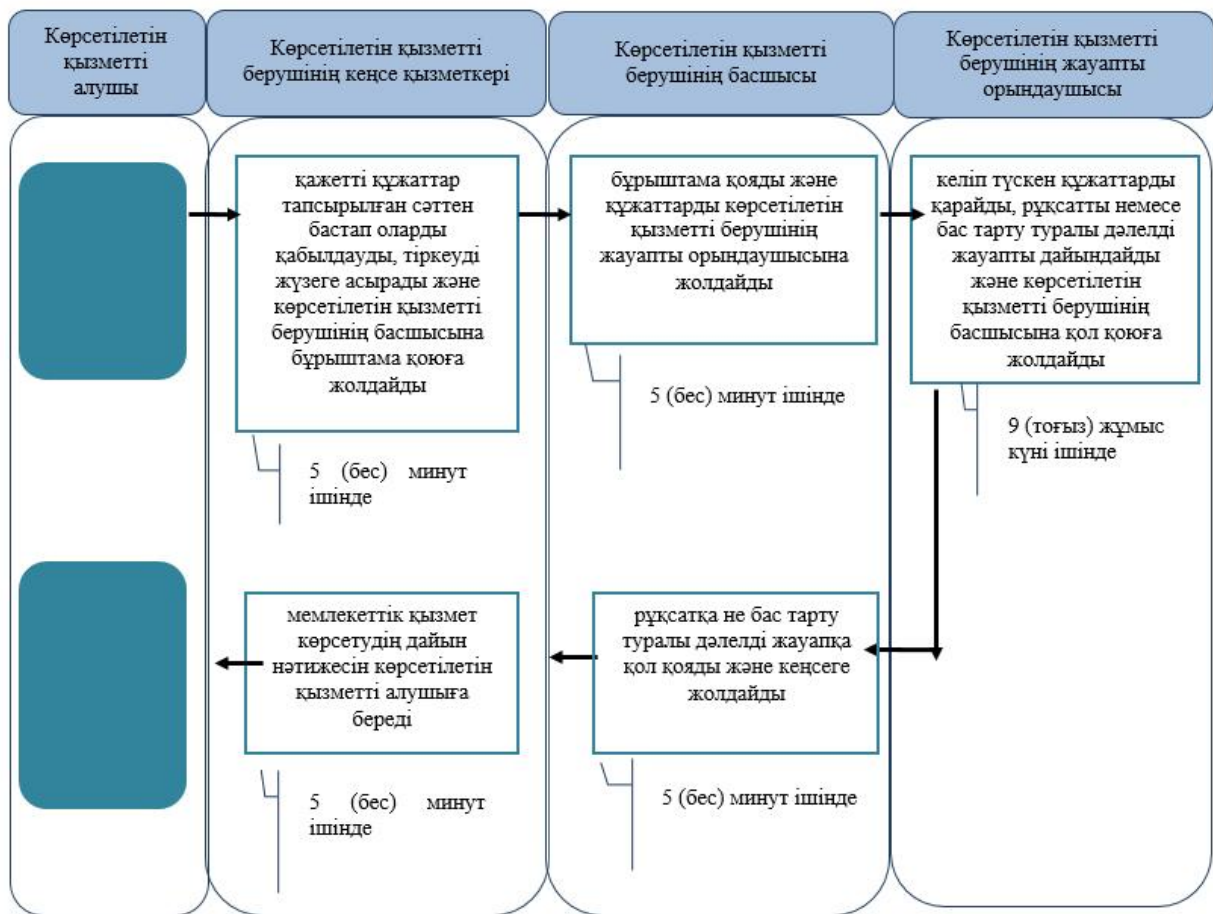 Көрсетілетін
қызметті
алушы
Көрсетілетін қызметті
берушінің кеңсе қызметкері
Көрсетілетін қызметті
берушінің басшысы
Көрсетілетін қызметті
берушінің жауапты
орындаушысы
қажетті құжаттар
тапсырылған сәттен
бастап оларды
қабылдауды, тіркеуді
жүзеге асырады және
көрсетілетін қызметті
берушінің басшысына
бұрыштама қоюға
жолдайды
5 (бес) минут
ішінде
бұрыштама қояды және
құжаттарды көрсетілетін
қызметті берушінің
жауапты орындаушысына
жолдайды
5 (бес) минут ішінде
келіп түскен құжаттарды
қарайды, рұқсатты немесе
бас тарту туралы дәлелді
жауапты дайындайды
және көрсетілетін
қызметті берушінің
басшысына қол қоюға
жолдайды
9 (тоғыз) жұмыс
күні ішінде
мемлекеттік қызмет
көрсетудің дайын
нәтижесін көрсетілетін
қызметті алушыға
береді
5 (бес) минут
ішінде
рұқсатқа не бас тарту
туралы дәлелді жауапқа
қол қояды және кеңсеге
жолдайды
5 (бес) минут ішінде